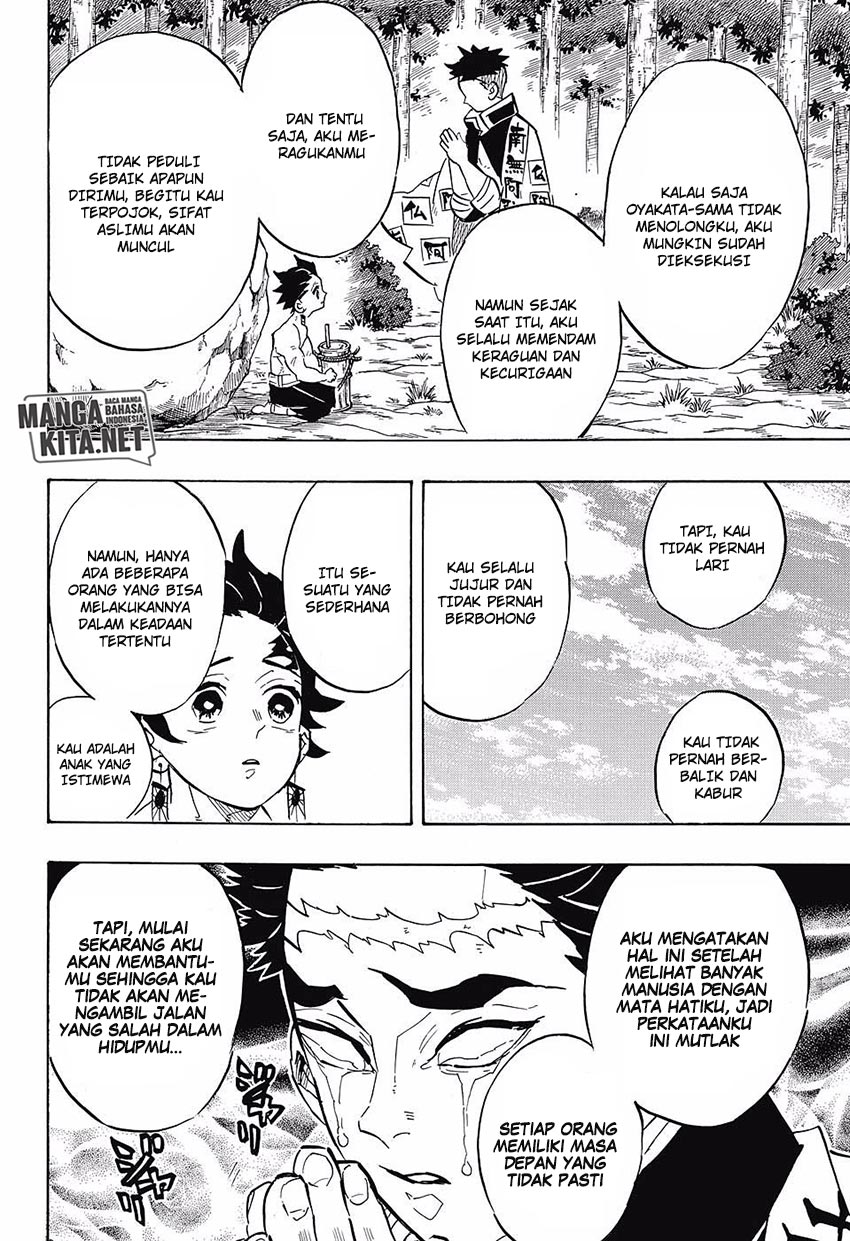 KALAU SAJA
OYAKATA-SAMA TIDAK
MENOLONGKU, AKU
MUNGKIN SUDAH
DIEKSEKUSI
NAMUN SEJAK
SAAT ITU, AKU
SELALU MEMENDAM
KERAGUAN DAN
KECURIGAAN
DAN TENTU
SAJA, AKU ME-
RAGUKANMU
TIDAK PEDULI
SEBAIK APAPUN
DIRIMU, BEGITU KAU
TERPOJOK, SIFAT
ASLIMU AKAN
MUNCUL
南
無
阿
仏
仏
阿
MANGA
KITA.NET
BACA MANGA
BAHASA
INDONESIA
TAPI, KAU
TIDAK PERNAH
LARI
KAU TIDAK
PERNAH BER-
BALIK DAN
KABUR
KAU SELALU
JUJUR DAN
TIDAK PERNAH
BERBOHONG
ITU SE-
SUATU YANG
SEDERHANA
NAMUN, HANYA
ADA BEBERAPA
ORANG YANG BISA
MELAKUKANNYA
DALAM KEADAAN
TERTENTU
KAU ADALAH
ANAK YANG
ISTIMEWA
AKU MENGATAKAN
HAL INI SETELAH
MELIHAT BANYAK
MANUSIA DENGAN
MATA HATIKU, JADI
PERKATAANKU
INI MUTLAK
SETIAP ORANG
MEMILIKI MASA
DEPAN YANG
TIDAK PASTI
TAPI, MULAI
SEKARANG AKU
AKAN MEMBANTU-
MU SEHINGGA KAU
TIDAK AKAN ME-
NGAMBIL JALAN
YANG SALAH DALAM
HIDUPMU...